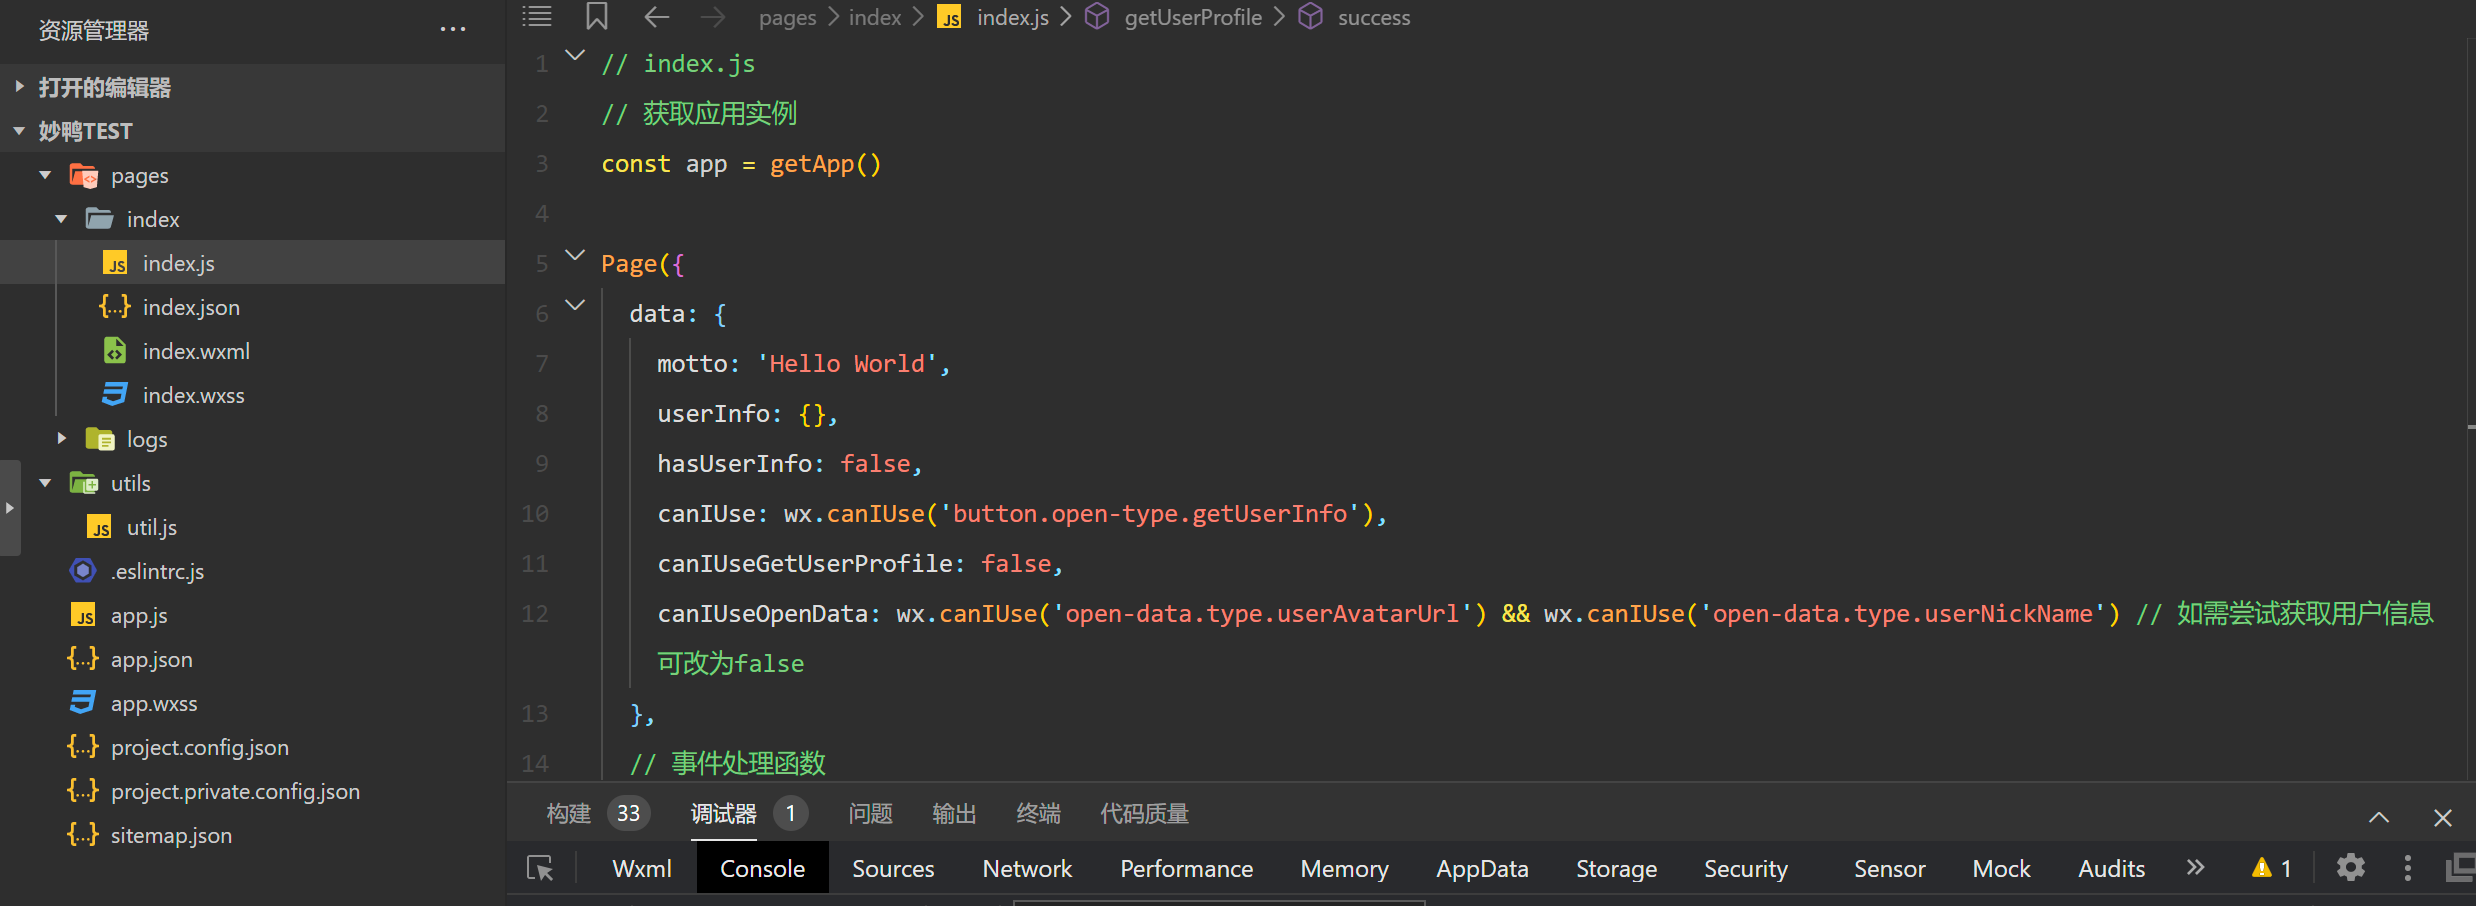 资源管理器 ···
打开的编辑器
妙鸭TEST
pages
index
index.js
index.json
index.wxml
index.wxss
logs
utils
util.js
.eslintrc.js
app.js
app.json
app.wxss
project.config.json
project.private.config.json
sitemap.json
pages > index > JS index.js > getUserProfile > success
1 // index.js
2 // 获取应用实例
3 const app = getApp()
4
5 Page({
6 data: {
7 motto: 'Hello World',
8 userInfo: {},
9 hasUserInfo: false,
10 canIUse: wx.canIUse('button.open-type.getUserInfo'),
11 canIUseGetUserProfile: false,
12 canIUseOpenData: wx.canIUse('open-data.type.userAvatarUrl') && wx.canIUse('open-data.type.userNickName') // 如需尝试获取用户信息
可改为false
13 },
14 // 事件处理函数
构建 33 调试器 1 问题 输出 终端 代码质量
Wxml Console Sources Network Performance Memory AppData Storage Security Sensor Mock Audits 1